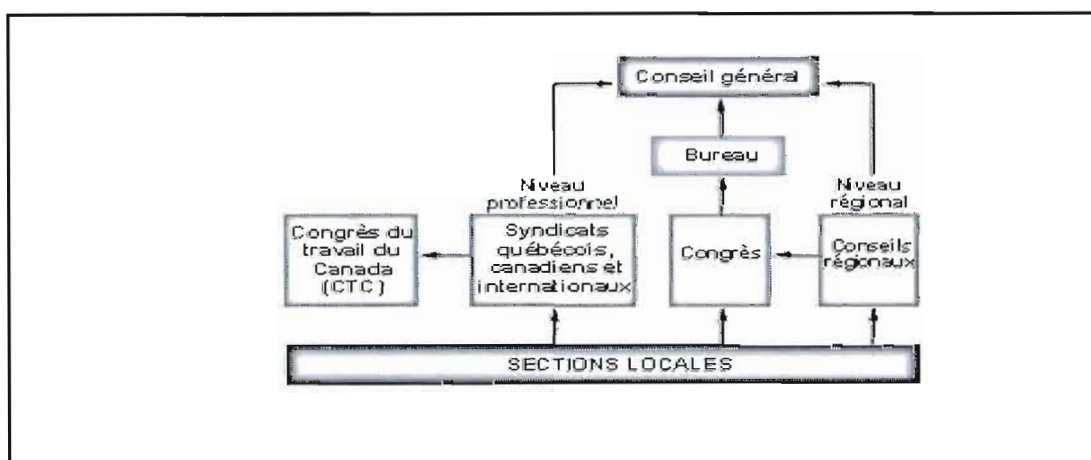 Conseil général
Bureau
Niveau
professionnel
Niveau
régional
Congrès du
travail du
Canada
(CTC)
Syndicats
québécois,
canadiens et
internationaux
Congrès
Conseils
régionaux
SECTIONS LOCALES